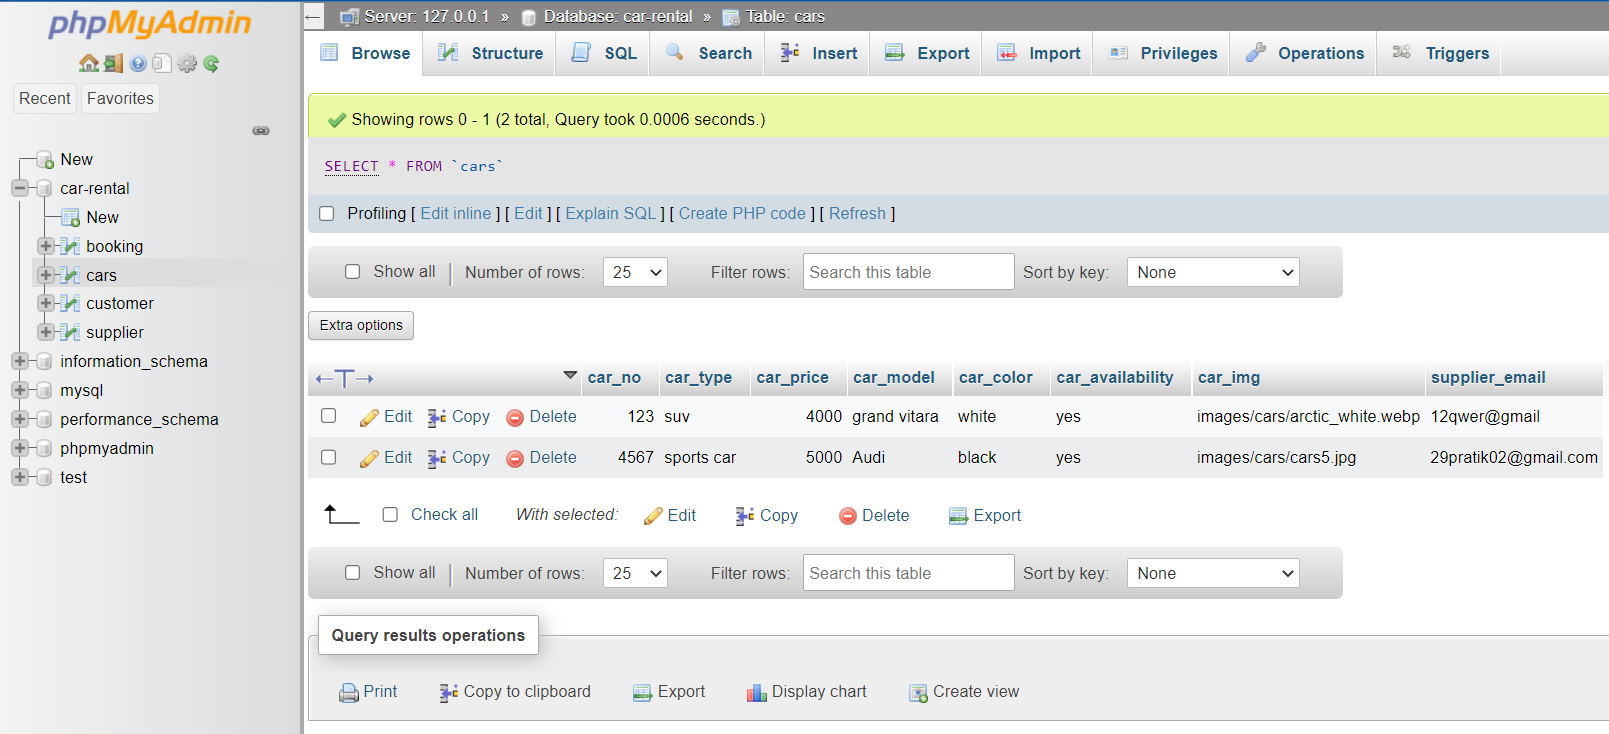 phpMyAdmin
Recent Favorites
New
car-rental
New
booking
cars
customer
supplier
information_schema
mysql
performance_schema
phpmyadmin
test
Server: 127.0.0.1 » Database: car-rental » Table: cars
Browse Structure SQL Search Insert Export Import Privileges Operations Triggers
Showing rows 0 - 1 (2 total, Query took 0.0006 seconds.)
SELECT * FROM `cars`
Profiling [ Edit inline ] [ Edit ] [ Explain SQL ] [ Create PHP code ] [ Refresh ]
Show all Number of rows: 25 Filter rows: Search this table Sort by key: None
Extra options
car_no car_type car_price car_model car_color car_availability car_img supplier_email
Edit Copy Delete 123 suv 4000 grand vitara white yes images/cars/arctic_white.webp 12qwer@gmail
Edit Copy Delete 4567 sports car 5000 Audi black yes images/cars/cars5.jpg 29pratik02@gmail.com
Check all With selected: Edit Copy Delete Export
Show all Number of rows: 25 Filter rows: Search this table Sort by key: None
Query results operations
Print Copy to clipboard Export Display chart Create view